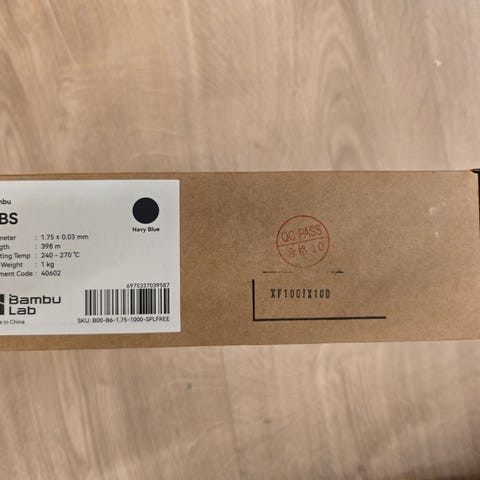 mbu
BS
Navy Blue
meter : 1.75 ± 0.03 mm
gth : 398 m
ting Temp : 240 - 270 °C
Weight : 1 kg
ment Code : 40602
6975337039587
Bambu
Lab
e in China
SKU: B00-B6-1.75-1000-SPLFREE
QC PASS
合格 10
XF1001X100